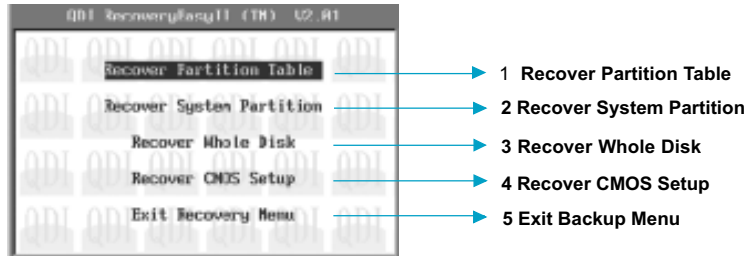 QDI RecoveryEasyII (TM) V2.01
Recover Partition Table
1 Recover Partition Table
Recover System Partition
2 Recover System Partition
Recover Whole Disk
3 Recover Whole Disk
Recover CMOS Setup
4 Recover CMOS Setup
Exit Recovery Menu
5 Exit Backup Menu